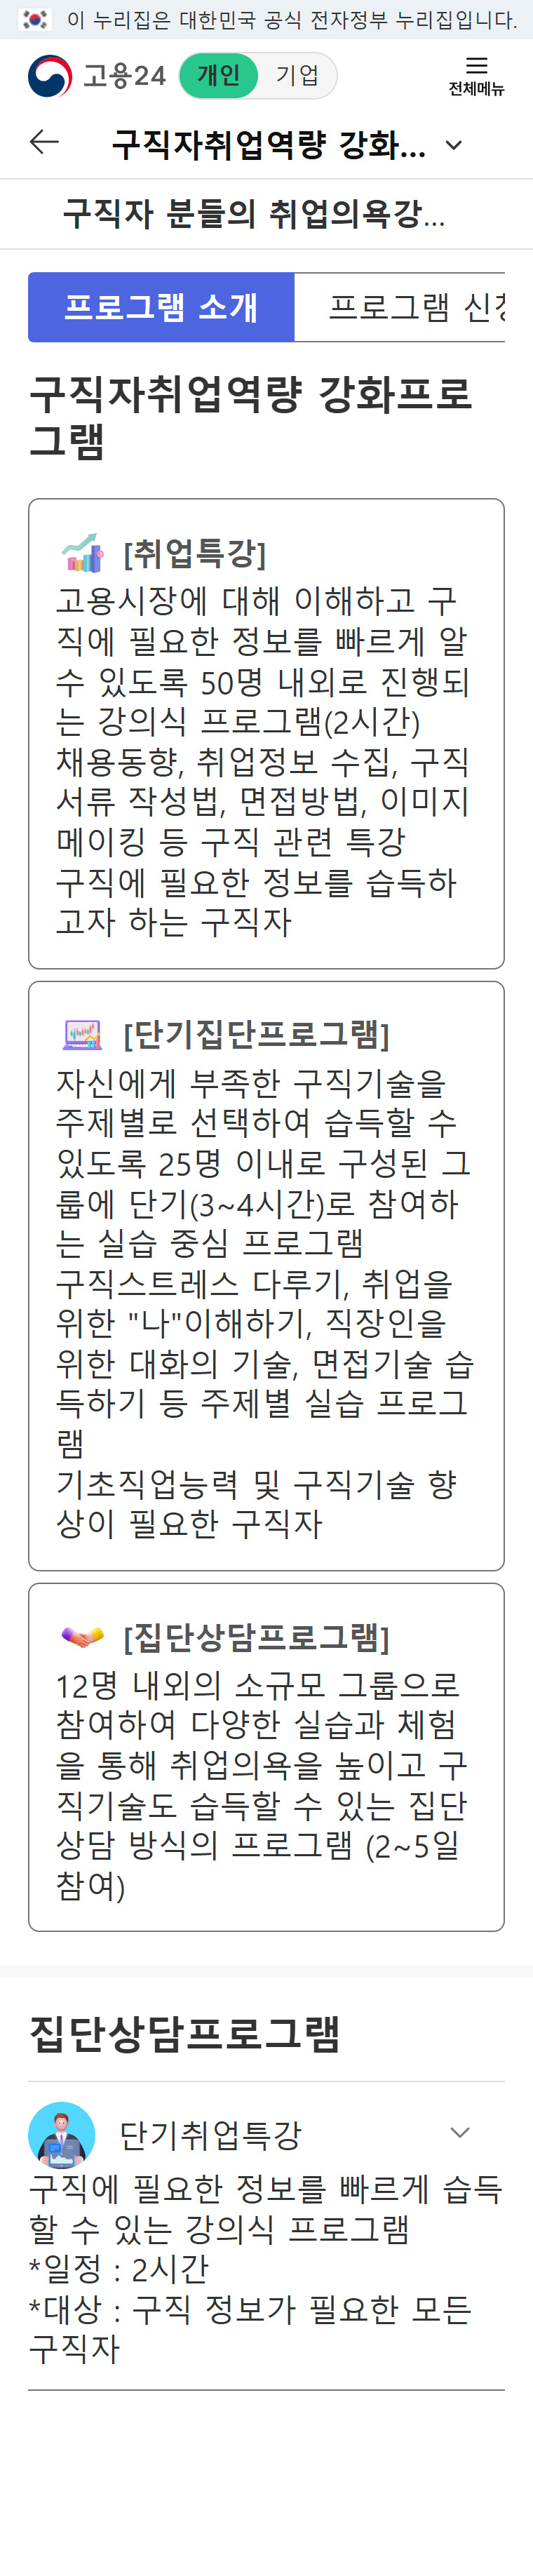 이 누리집은 대한민국 공식 전자정부 누리집입니다.
고용24 개인 기업
전체메뉴
구직자취업역량 강화...
구직자 분들의 취업의욕강...
프로그램 소개 프로그램
구직자취업역량 강화프로
그램
[취업특강]
고용시장에 대해 이해하고 구
직에 필요한 정보를 빠르게 알
수 있도록 50명 내외로 진행되
는 강의식 프로그램(2시간)
채용동향, 취업정보 수집, 구직
서류 작성법, 면접방법, 이미지
메이킹 등 구직 관련 특강
구직에 필요한 정보를 습득하
고자 하는 구직자
[단기집단프로그램]
자신에게 부족한 구직기술을
주제별로 선택하여 습득할 수
있도록 25명 이내로 구성된 그
룹에 단기(3~4시간)로 참여하
는 실습 중심 프로그램
구직스트레스 다루기, 취업을
위한 "나"이해하기, 직장인을
위한 대화의 기술, 면접기술 습
득하기 등 주제별 실습 프로그
램
기초직업능력 및 구직기술 향
상이 필요한 구직자
[집단상담프로그램]
12명 내외의 소규모 그룹으로
참여하여 다양한 실습과 체험
을 통해 취업의욕을 높이고 구
직기술도 습득할 수 있는 집단
상담 방식의 프로그램 (2~5일
참여)
집단상담프로그램
단기취업특강
구직에 필요한 정보를 빠르게 습득
할 수 있는 강의식 프로그램
*일정 : 2시간
*대상 : 구직 정보가 필요한 모든
구직자